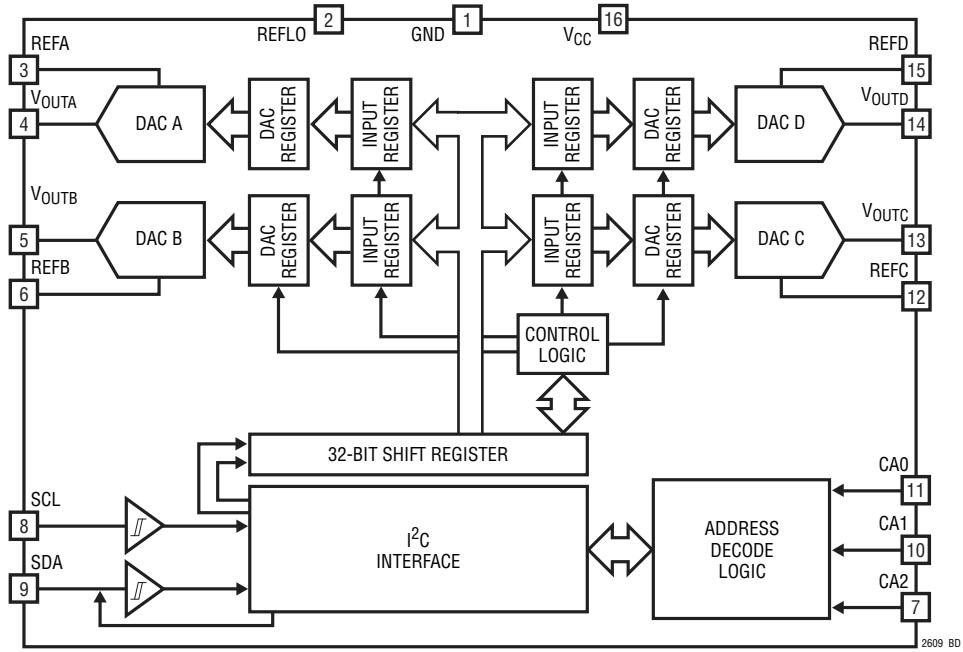 2
1
16
REFLO
GND
VCC
REFA
3
VOUTA
4
VOUTB
5
REFB
6
DAC A
DAC
REGISTER
INPUT
REGISTER
INPUT
REGISTER
DAC
REGISTER
DAC D
REFD
15
VOUTD
14
DAC B
DAC
REGISTER
INPUT
REGISTER
INPUT
REGISTER
DAC
REGISTER
DAC C
VOUTC
13
REFC
12
CONTROL
LOGIC
32-BIT SHIFT REGISTER
SCL
8
SDA
9
I2C
INTERFACE
ADDRESS
DECODE
LOGIC
CA0
11
CA1
10
CA2
7
2609 BD